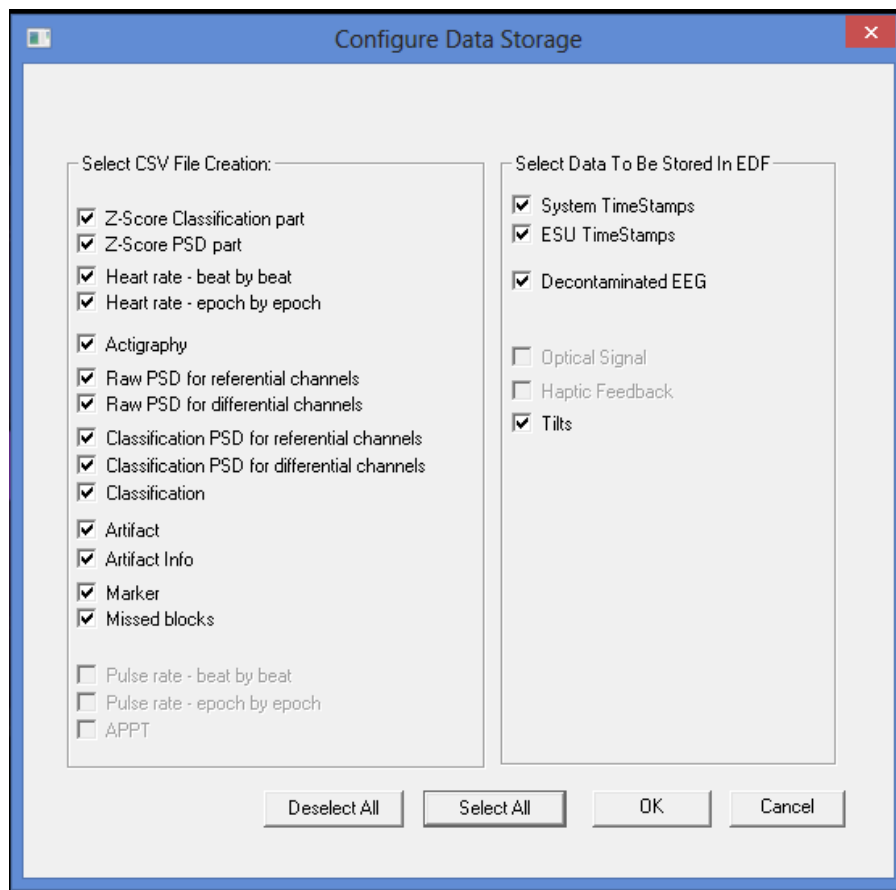 Configure Data Storage
Select CSV File Creation:
Z-Score Classification part
Z-Score PSD part
Heart rate - beat by beat
Heart rate - epoch by epoch
Actigraphy
Raw PSD for referential channels
Raw PSD for differential channels
Classification PSD for referential channels
Classification PSD for differential channels
Classification
Artifact
Artifact Info
Marker
Missed blocks
Pulse rate - beat by beat
Pulse rate - epoch by epoch
APPT
Select Data To Be Stored In EDF
System TimeStamps
ESU TimeStamps
Decontaminated EEG
Optical Signal
Haptic Feedback
Tilts
Deselect All
Select All
OK
Cancel